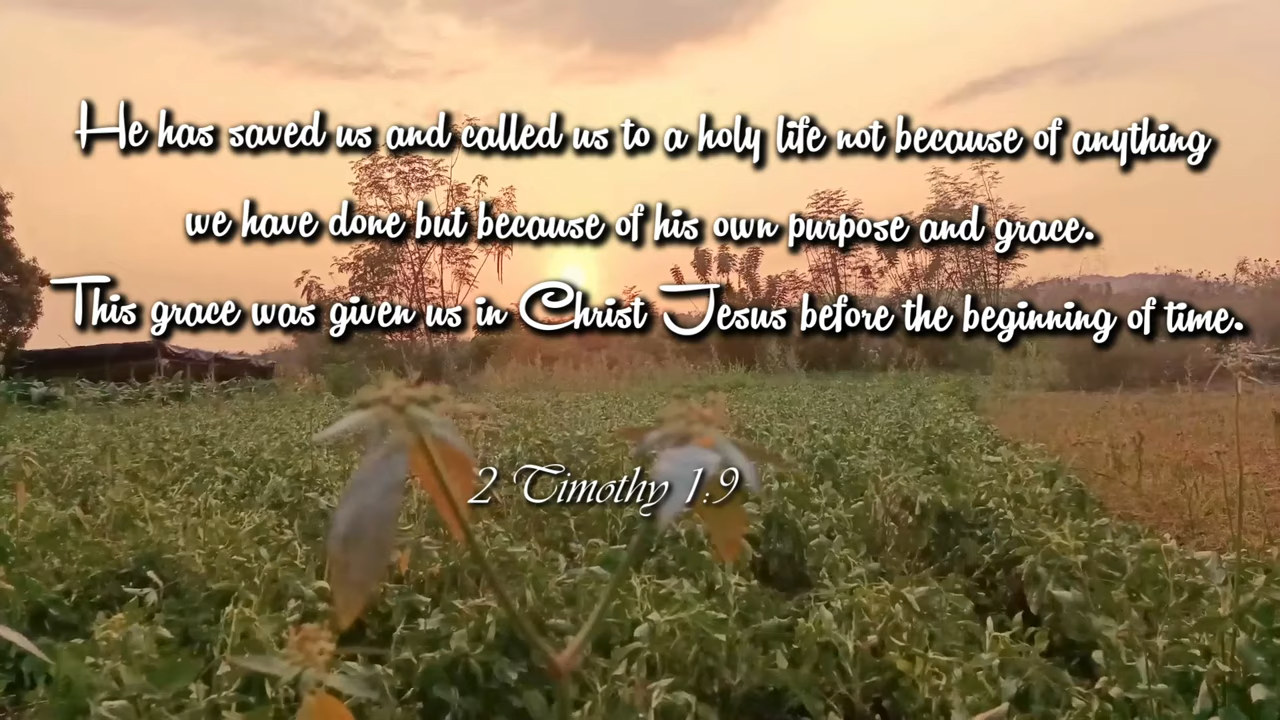 He has saved us and called us to a holy life not because of anything
we have done but because of his own purpose and grace.
This grace was given us in Christ Jesus before the beginning of time.
2 Timothy 1:9